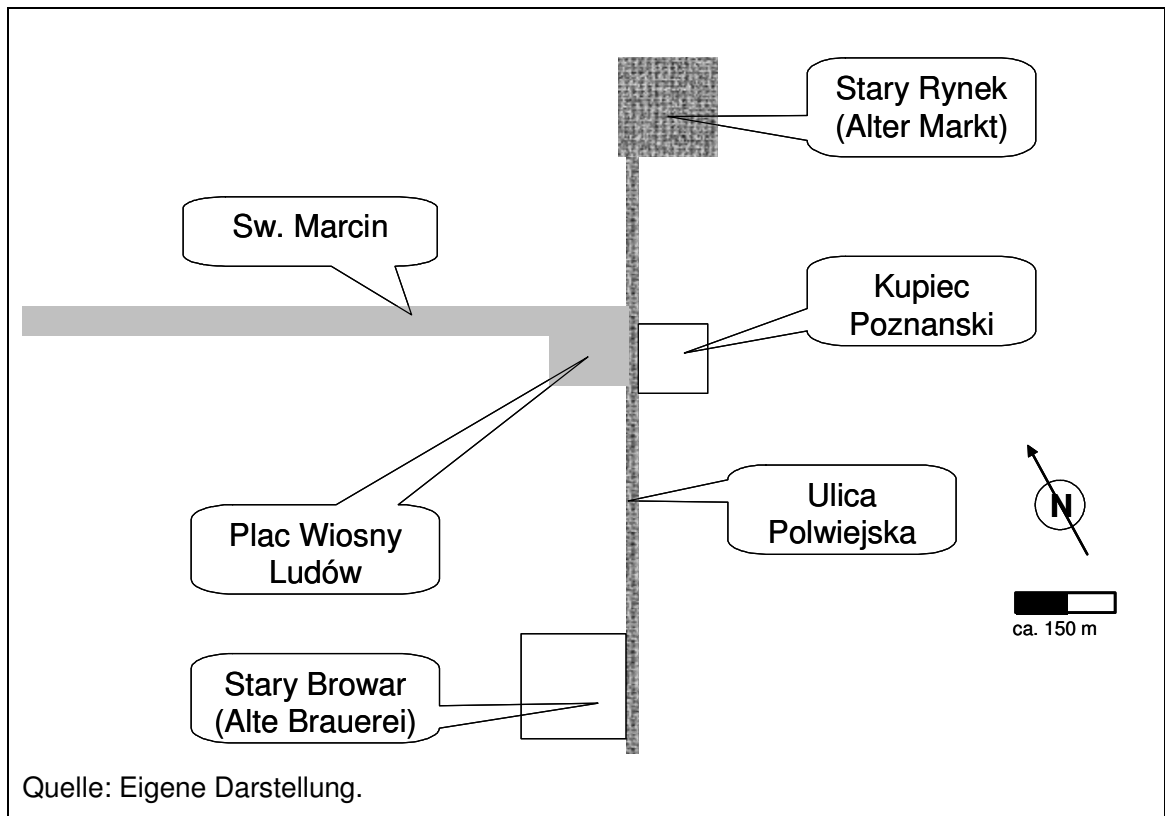 Stary Rynek
(Alter Markt)
Sw. Marcin
Kupiec
Poznanski
Ulica
Polwiejska
N
Plac Wiosny
Ludów
ca. 150 m
Stary Browar
(Alte Brauerei)
Quelle: Eigene Darstellung.